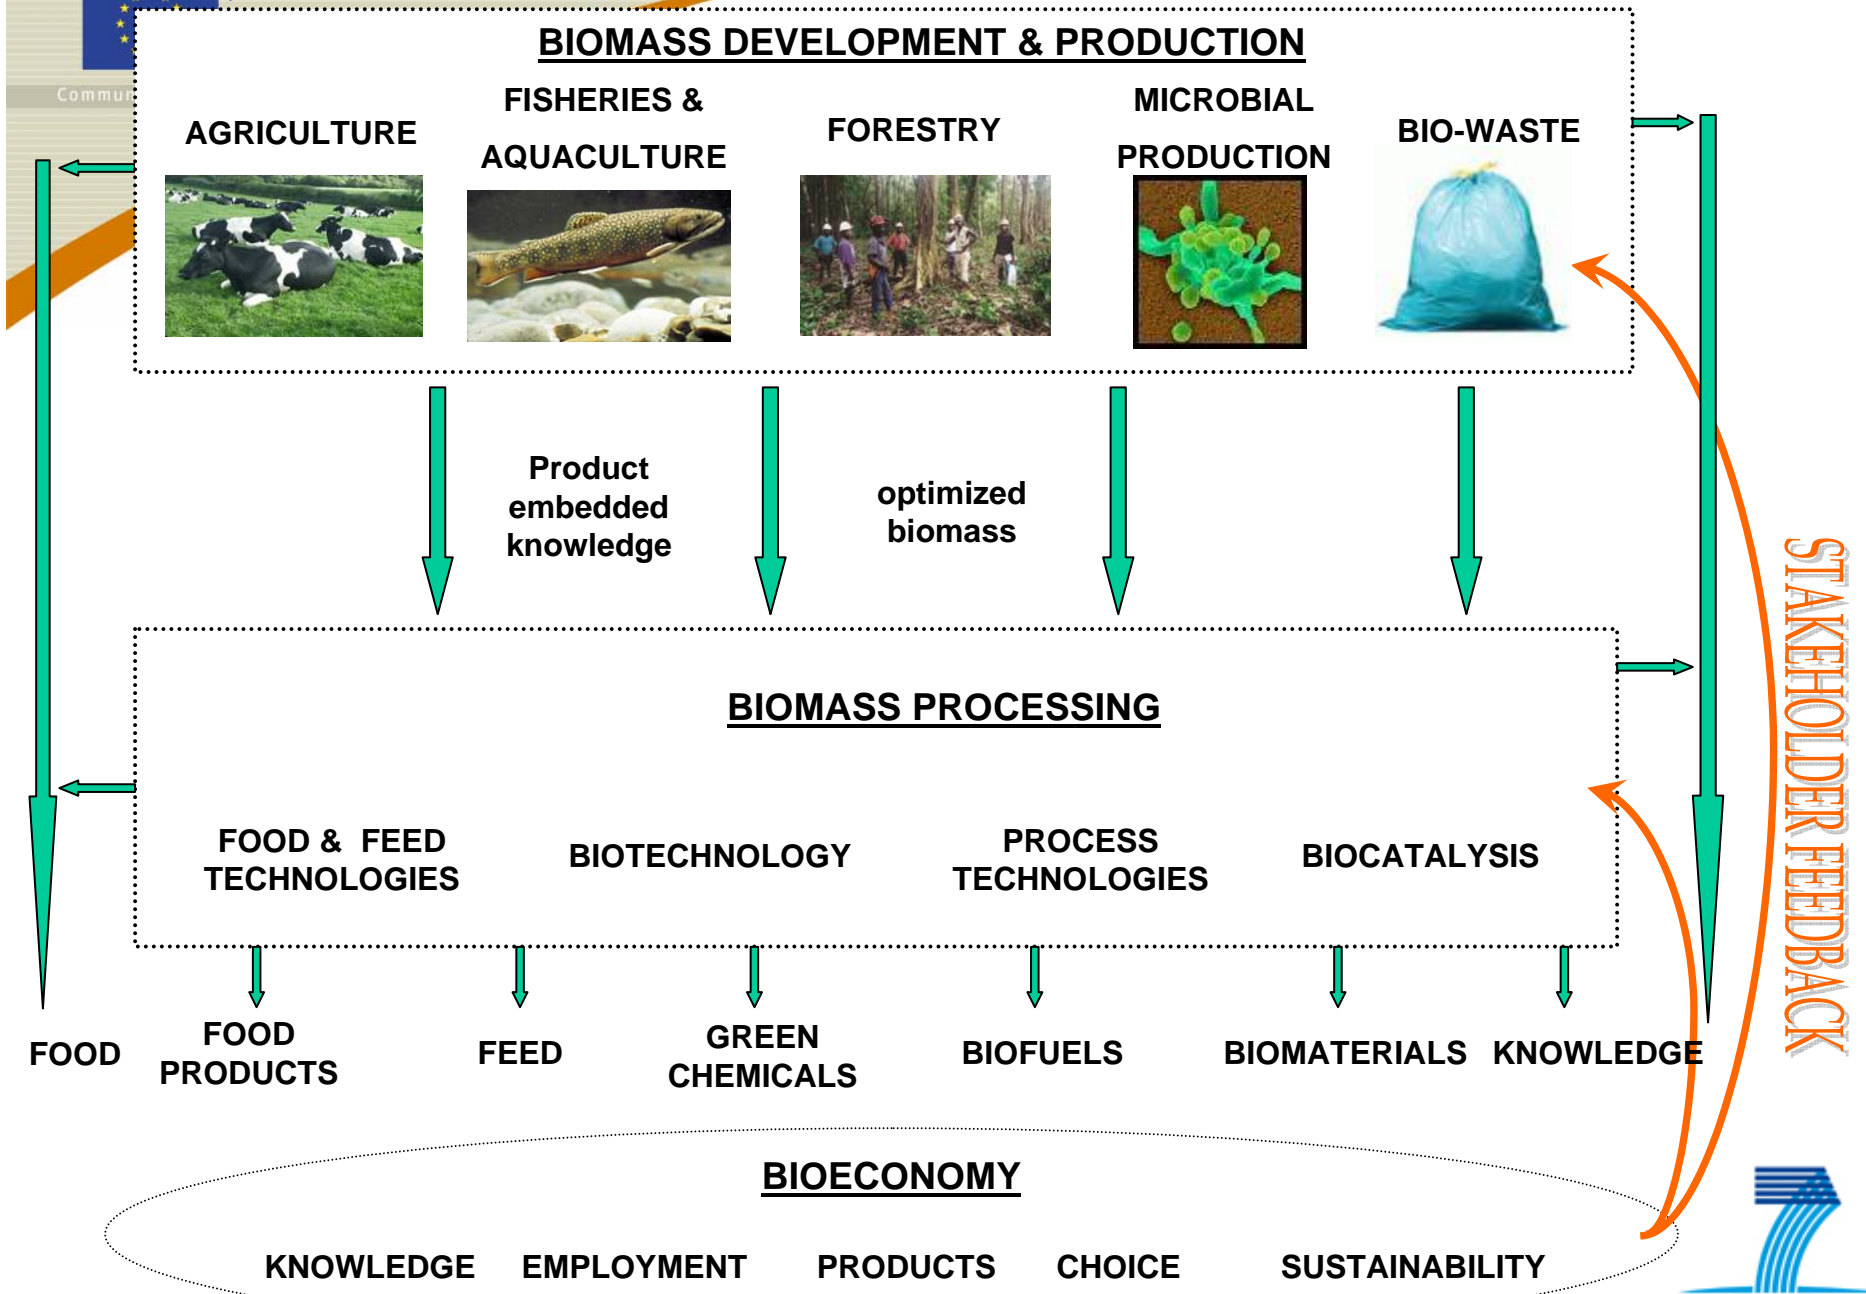 Commun
BIOMASS DEVELOPMENT & PRODUCTION
AGRICULTURE
FISHERIES &
AQUACULTURE
FORESTRY
MICROBIAL
PRODUCTION
BIO-WASTE
Product
embedded
knowledge
optimized
biomass
BIOMASS PROCESSING
FOOD & FEED
TECHNOLOGIES
BIOTECHNOLOGY
PROCESS
TECHNOLOGIES
BIOCATALYSIS
STAKEHOLDER FEEDBACK
FOOD
FOOD
PRODUCTS
FEED
GREEN
CHEMICALS
BIOFUELS
BIOMATERIALS
KNOWLEDGE
BIOECONOMY
KNOWLEDGE
EMPLOYMENT
PRODUCTS
CHOICE
SUSTAINABILITY
7